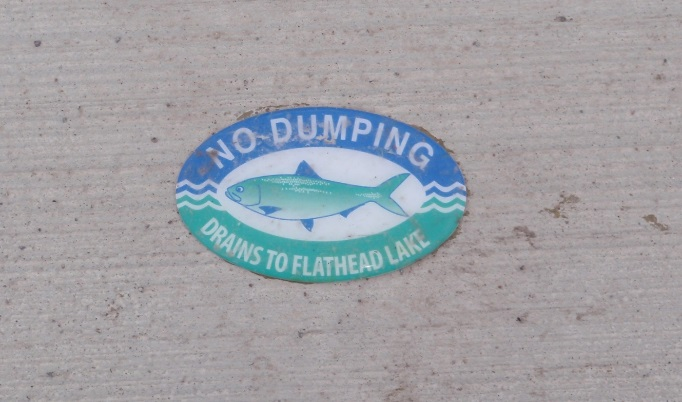 NO DUMPING
DRAINS TO FLATHEAD LAKE